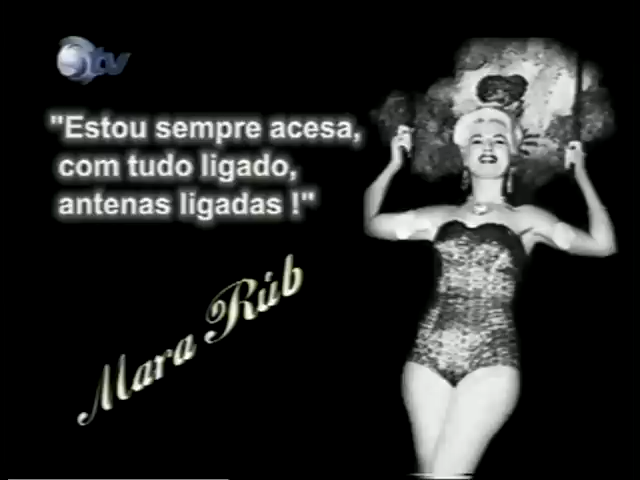 tv
"Estou sempre acesa,
com tudo ligado,
antenas ligadas !"
Mara Rúb